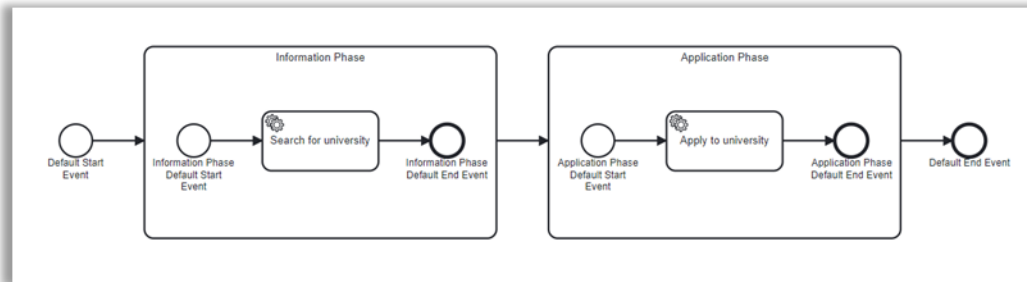 Information Phase
Application Phase
Search for university
Apply to university
Default Start
Event
Information Phase
Default Start
Event
Information Phase
Default End Event
Application Phase
Default Start
Event
Application Phase
Default End Event
Default End Event